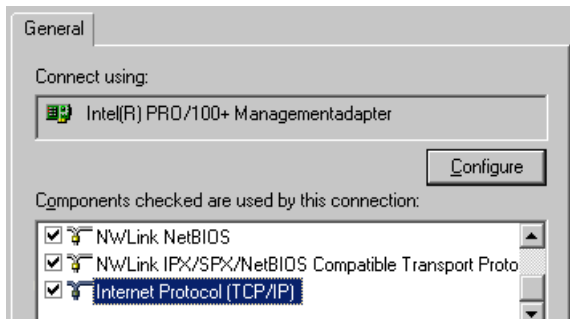 General
Connect using:
Intel(R) PRO/100+ Managementadapter
Configure
Components checked are used by this connection:
NWLink NetBIOS
NWLink IPX/SPX/NetBIOS Compatible Transport Proto
Internet Protocol (TCP/IP)